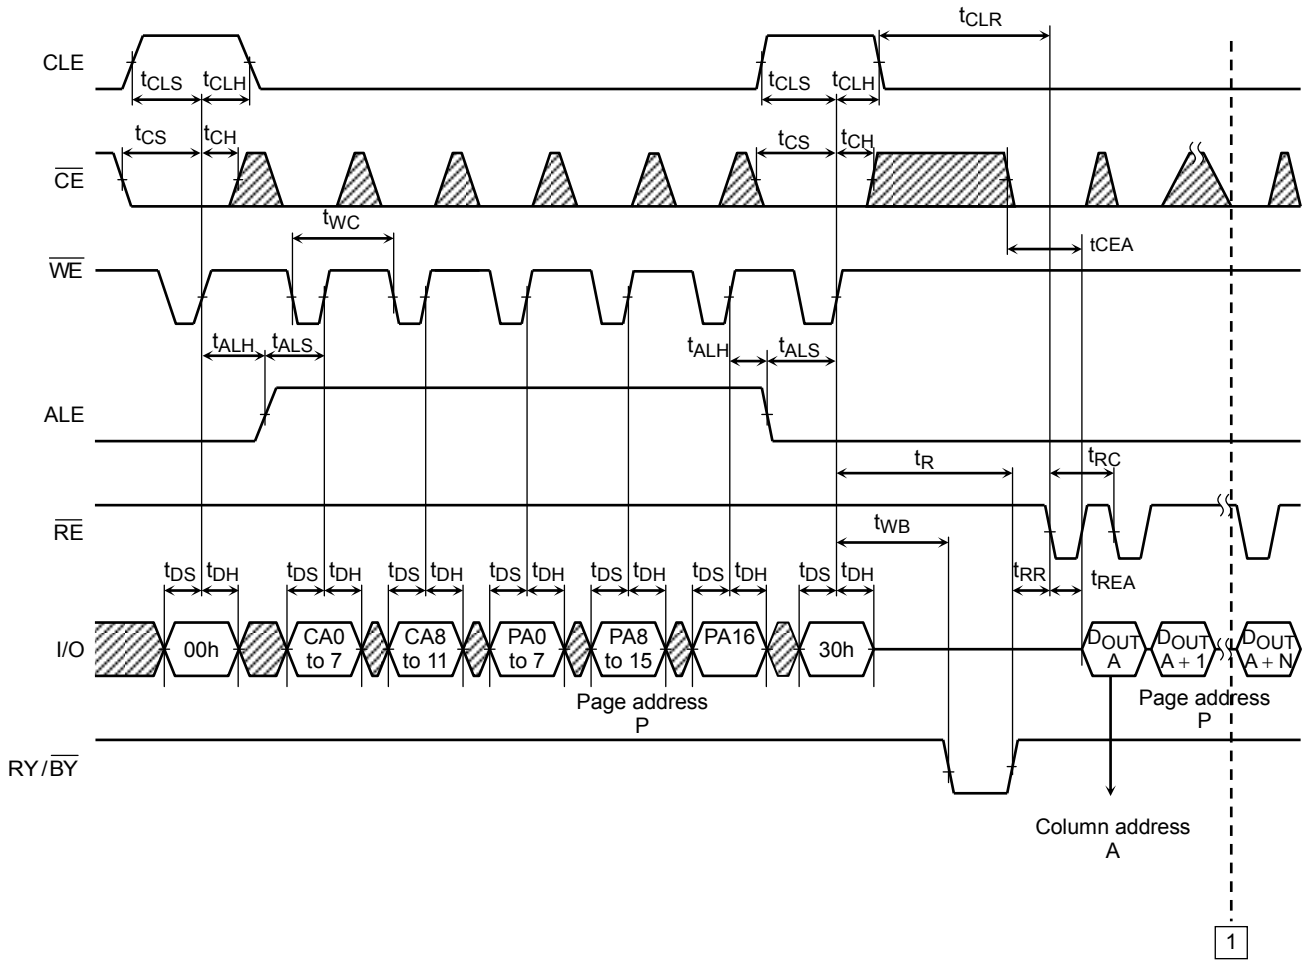 tCLR
CLE
tCLS tCLH tCLS tCLH
tCS tCH tCS tCH
CE
tWC
tCEA
WE
tALH tALS tALH tALS
ALE
tR tRC
RE
tWB
tDS tDH tDS tDH tDS tDH tDS tDH tDS tDH tDS tDH tDS tDH tRR tREA
I/O 00h CA0 to 7 CA8 to 11 PA0 to 7 PA8 to 15 PA16 30h DOUT A DOUT A + 1 DOUT A + N
Page address
P
Page address
P
RY/BY
Column address
A
1